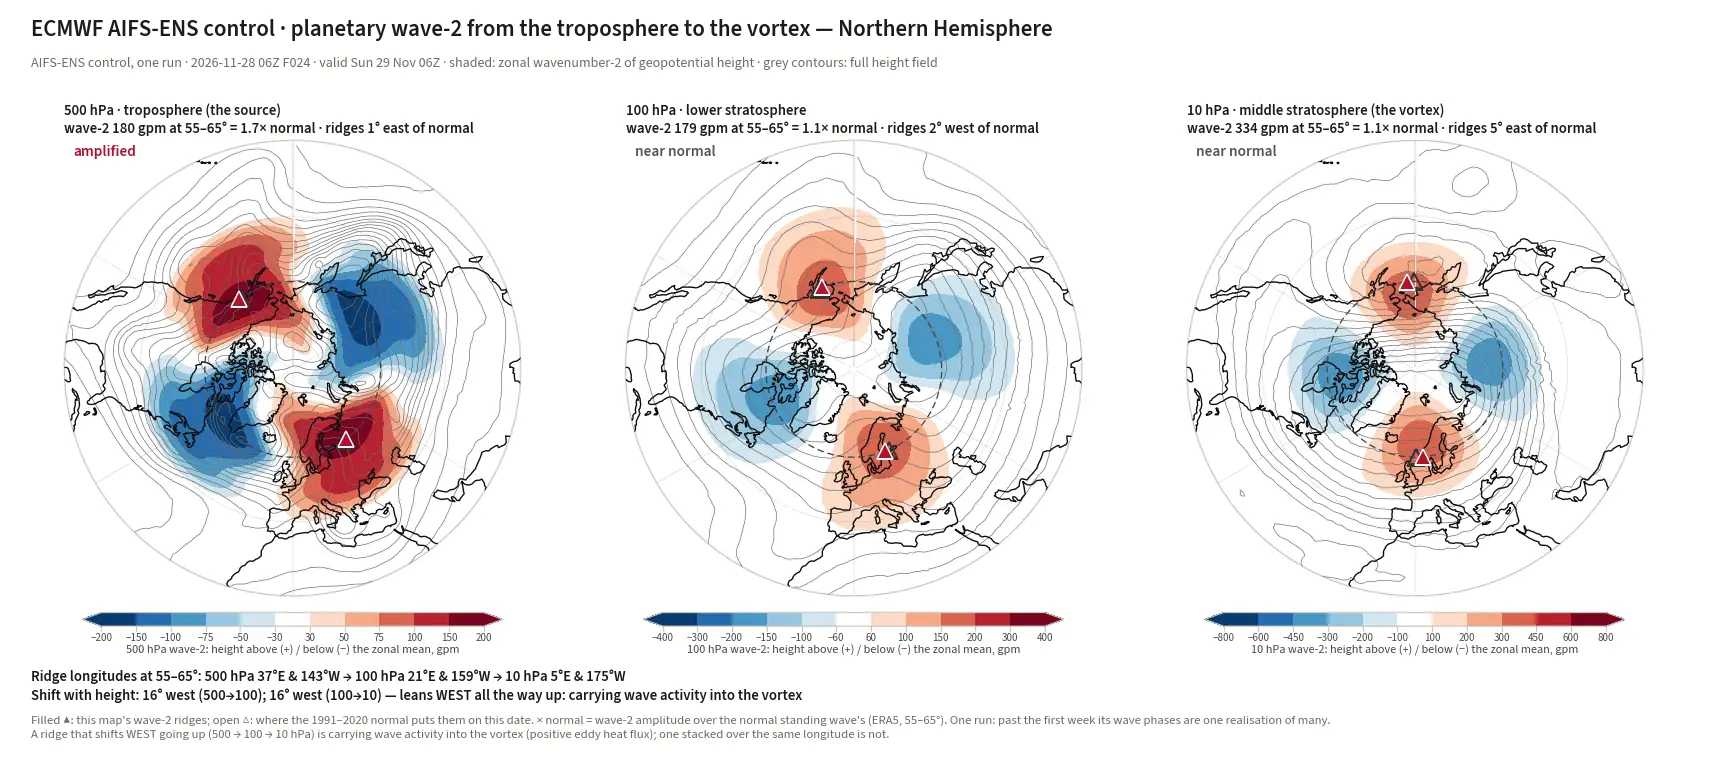 ECMWF AIFS-ENS control · planetary wave-2 from the troposphere to the vortex — Northern Hemisphere
AIFS-ENS control, one run · 2026-11-28 06Z F024 · valid Sun 29 Nov 06Z · shaded: zonal wavenumber-2 of geopotential height · grey contours: full height field
500 hPa · troposphere (the source)
wave-2 180 gpm at 55–65° = 1.7× normal · ridges 1° east of normal
amplified
100 hPa · lower stratosphere
wave-2 179 gpm at 55–65° = 1.1× normal · ridges 2° west of normal
near normal
10 hPa · middle stratosphere (the vortex)
wave-2 334 gpm at 55–65° = 1.1× normal · ridges 5° east of normal
near normal
−200 −150 −100 −75 −50 −30 30 50 75 100 150 200
500 hPa wave-2: height above (+) / below (−) the zonal mean, gpm
−400 −300 −200 −150 −100 −60 60 100 150 200 300 400
100 hPa wave-2: height above (+) / below (−) the zonal mean, gpm
−800 −600 −450 −300 −200 −100 100 200 300 450 600 800
10 hPa wave-2: height above (+) / below (−) the zonal mean, gpm
Ridge longitudes at 55–65°: 500 hPa 37°E & 143°W → 100 hPa 21°E & 159°W → 10 hPa 5°E & 175°W
Shift with height: 16° west (500→100); 16° west (100→10) — leans WEST all the way up: carrying wave activity into the vortex
Filled ▲: this map's wave-2 ridges; open △: where the 1991–2020 normal puts them on this date. × normal = wave-2 amplitude over the normal standing wave's (ERA5, 55–65°). One run: past the first week its wave phases are one realisation of many.
A ridge that shifts WEST going up (500 → 100 → 10 hPa) is carrying wave activity into the vortex (positive eddy heat flux); one stacked over the same longitude is not.